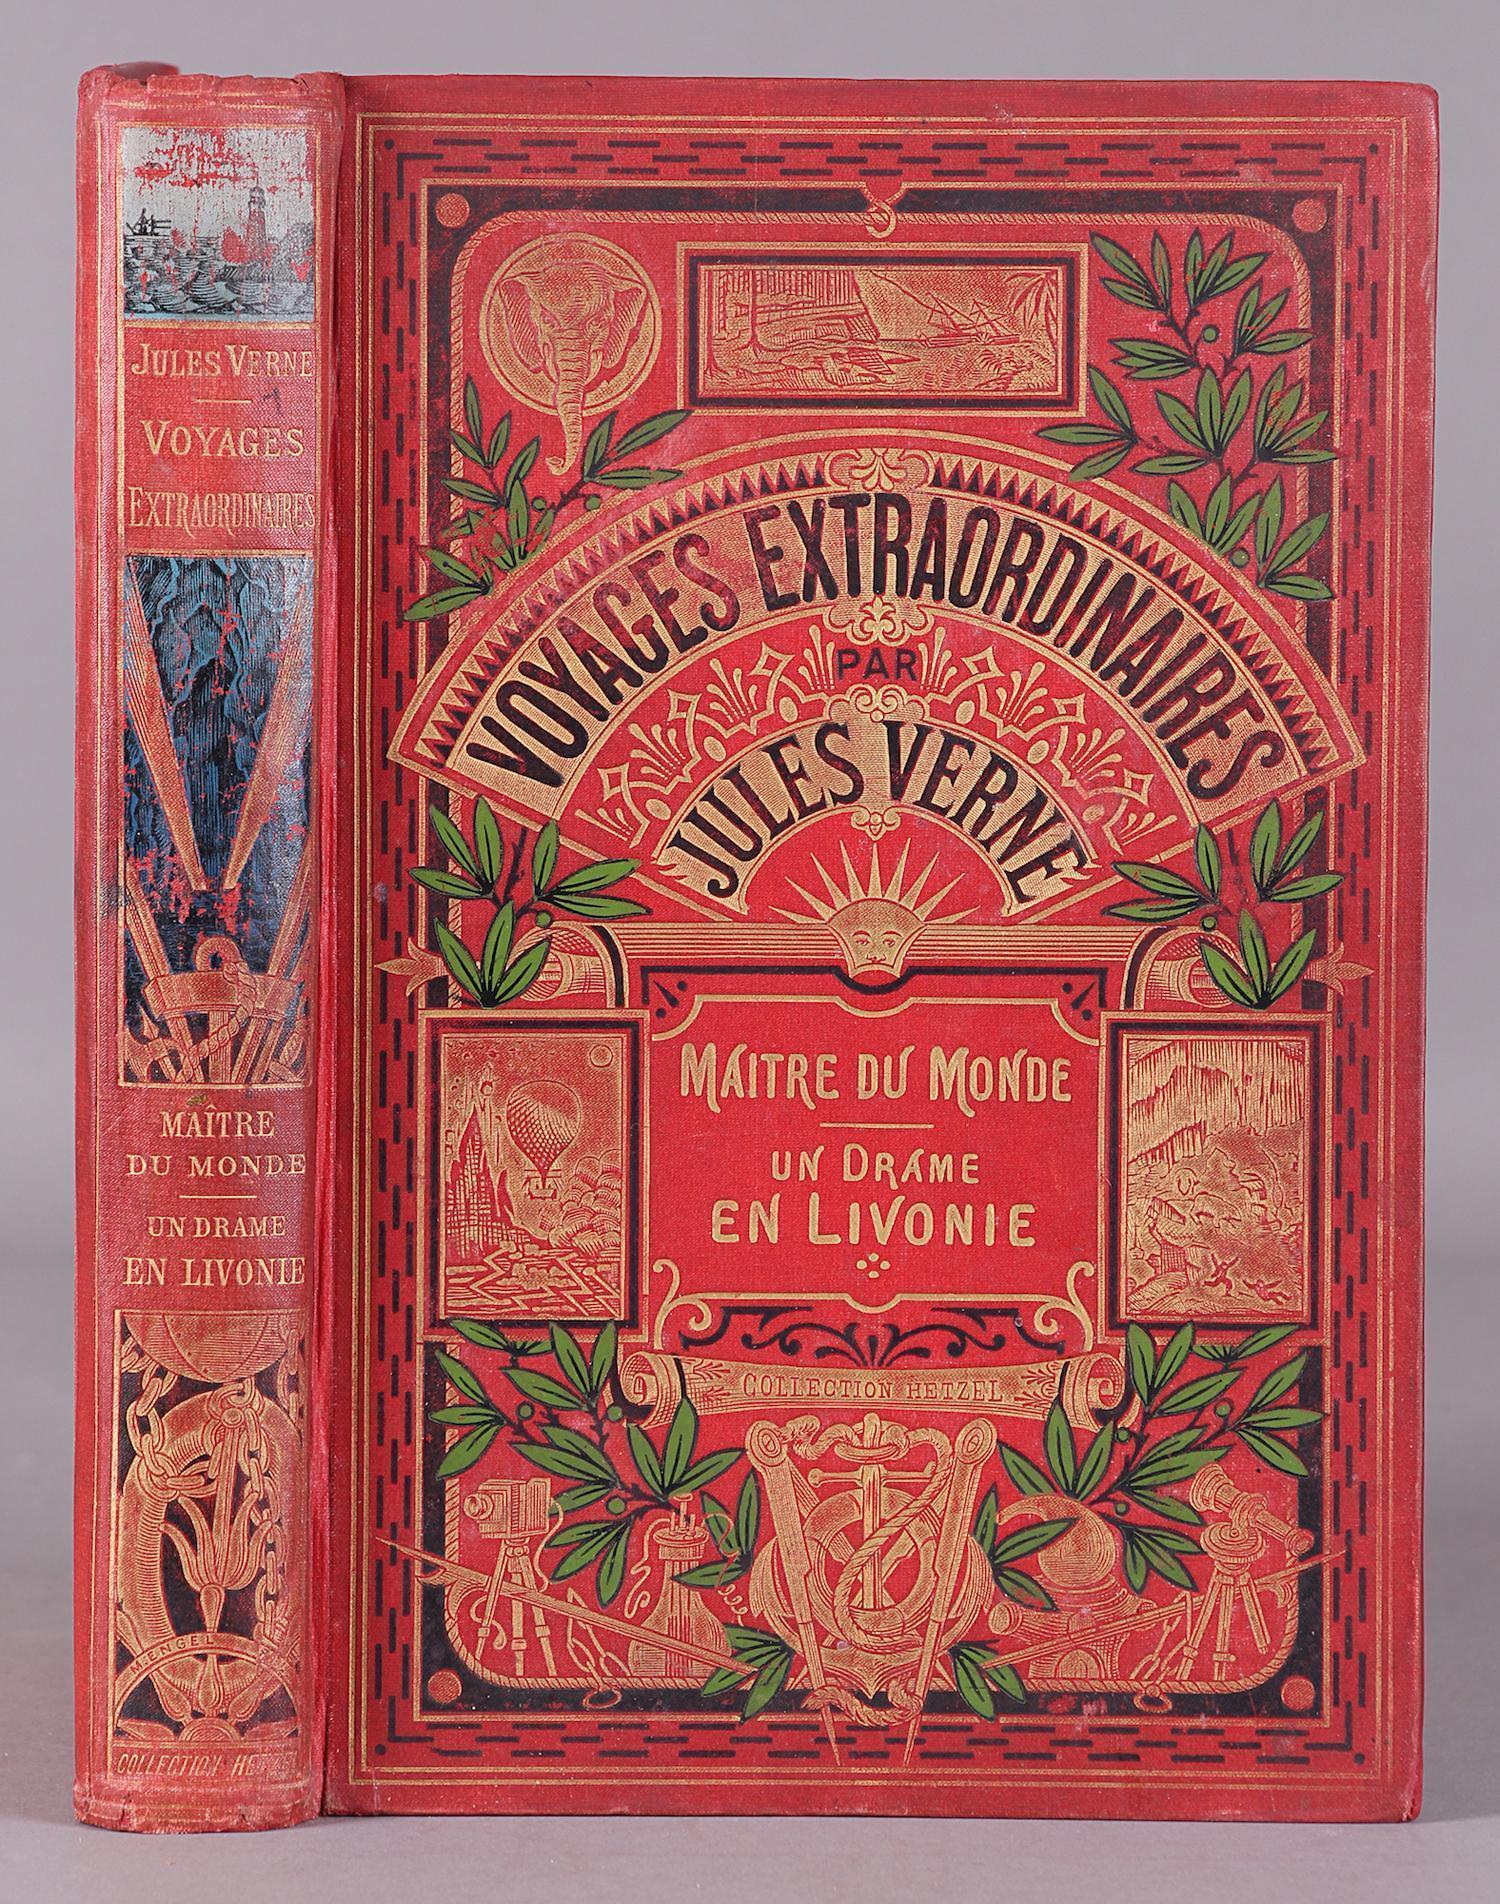 JULES VERNE
VOYAGES
EXTRAORDINAIRES
MAÎTRE
DU MONDE
UN DRAME
EN LIVONIE
M. ENGEL
COLLECTION HETZEL
VOYAGES EXTRAORDINAIRES
PAR
JULES VERNE
MAITRE DU MONDE
UN DRAME
EN LIVONIE
COLLECTION HETZEL